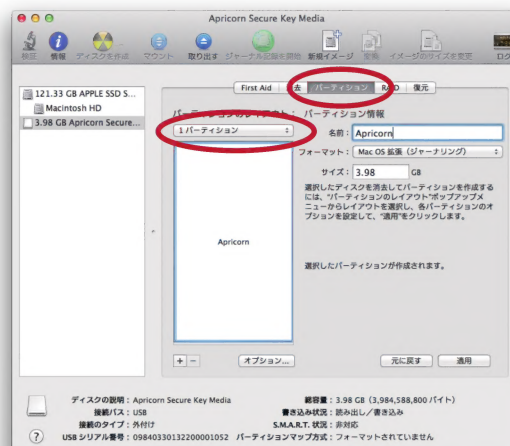 Apricorn Secure Key Media
検証 情報 ディスクを作成 マウント 取り出す ジャーナル記録を開始 新規イメージ 変換 イメージのサイズを変更 ログ
121.33 GB APPLE SSD S...
Macintosh HD
3.98 GB Apricorn Secure...
First Aid 去 パーティション RAID 復元
パーティションのレイアウト： パーティション情報
1 パーティション
名前： Apricorn
フォーマット： Mac OS 拡張（ジャーナリング）
サイズ： 3.98 GB
選択したディスクを消去してパーティションを作成する
には、“パーティションのレイアウト”ポップアップメ
ニューからレイアウトを選択し、各パーティションのオ
プションを設定して、“適用”をクリックします。
Apricorn
選択したパーティションが作成されます。
+ − オプション... 元に戻す 適用
ディスクの説明：Apricorn Secure Key Media 総容量：3.98 GB（3,984,588,800 バイト）
接続バス：USB 書き込み状況：読み出し／書き込み
接続のタイプ：外付け S.M.A.R.T. 状況：非対応
? USB シリアル番号：09840330132200001052 パーティションマップ方式：フォーマットされていません